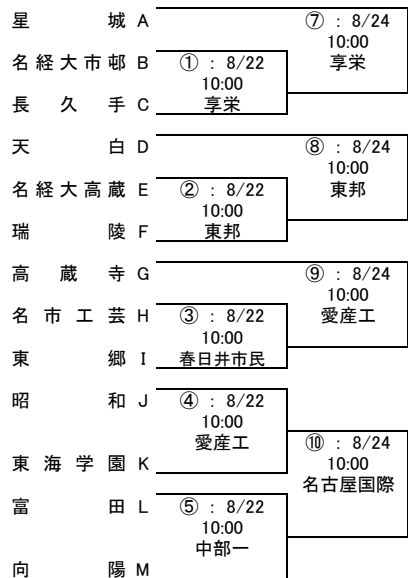 星城 A ⑦ : 8/24
10:00
名経大市邨 B ① : 8/22 享栄
10:00
長久手 C 享栄
天白 D ⑧ : 8/24
10:00
名経大高蔵 E ② : 8/22 東邦
10:00
瑞陵 F 東邦
高蔵寺 G ⑨ : 8/24
10:00
名市工芸 H ③ : 8/22 愛産工
10:00
東郷 I 春日井市民
昭和 J ④ : 8/22
10:00
愛産工 ⑩ : 8/24
東海学園 K 10:00
名古屋国際
富田 L ⑤ : 8/22
10:00
中部一
向陽 M